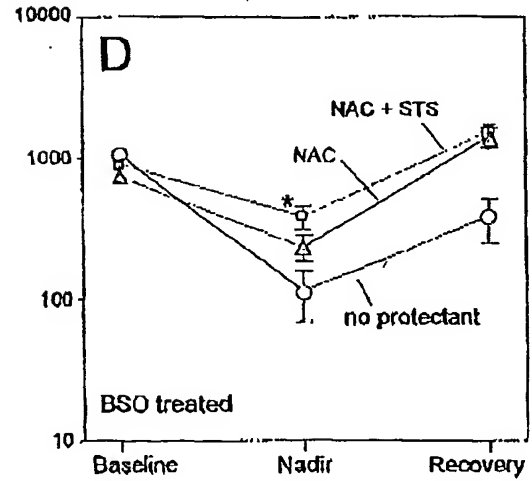 10000
D
NAC + STS
NAC
1000
*
100
no protectant
BSO treated
10
Baseline Nadir Recovery